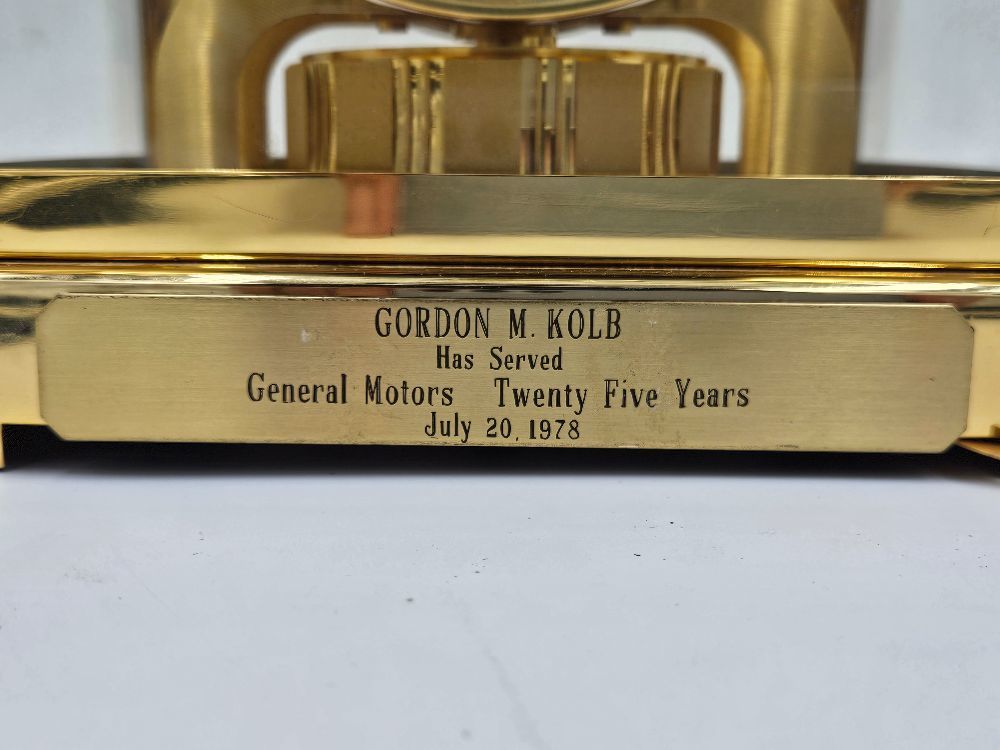 GORDON M. KOLB
Has Served
General Motors Twenty Five Years
July 20, 1978